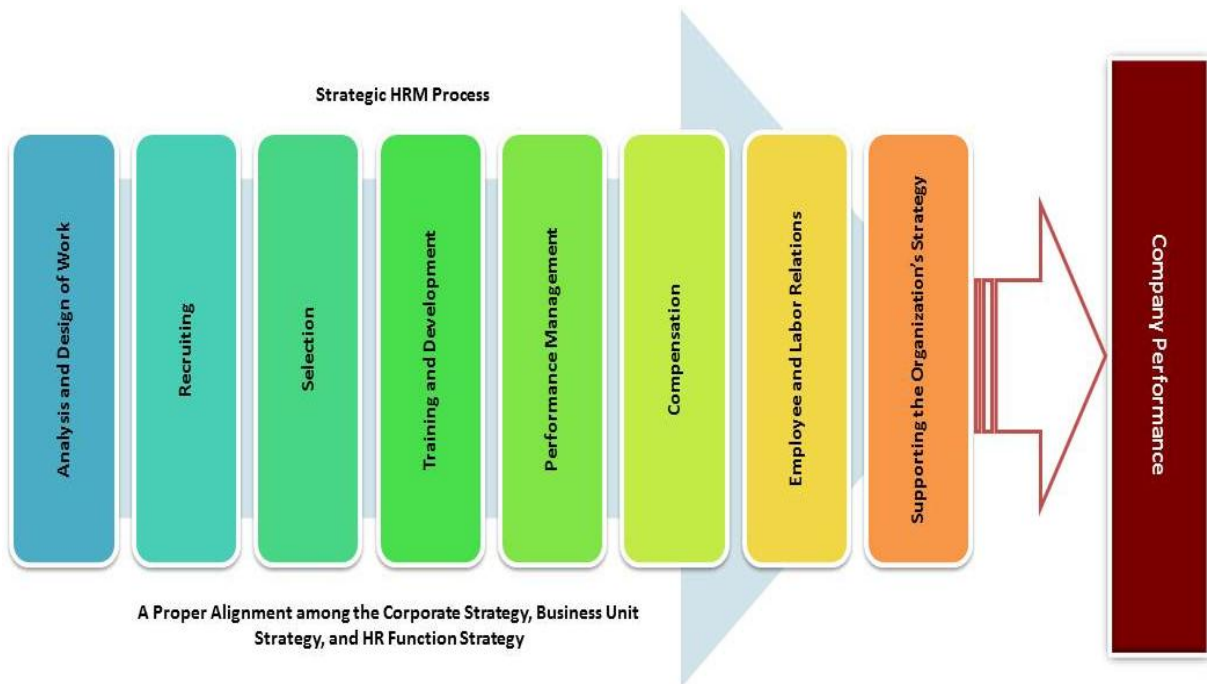 Strategic HRM Process
Analysis and Design of Work
Recruiting
Selection
Training and Development
Performance Management
Compensation
Employee and Labor Relations
Supporting the Organization's Strategy
Company Performance
A Proper Alignment among the Corporate Strategy, Business Unit
Strategy, and HR Function Strategy